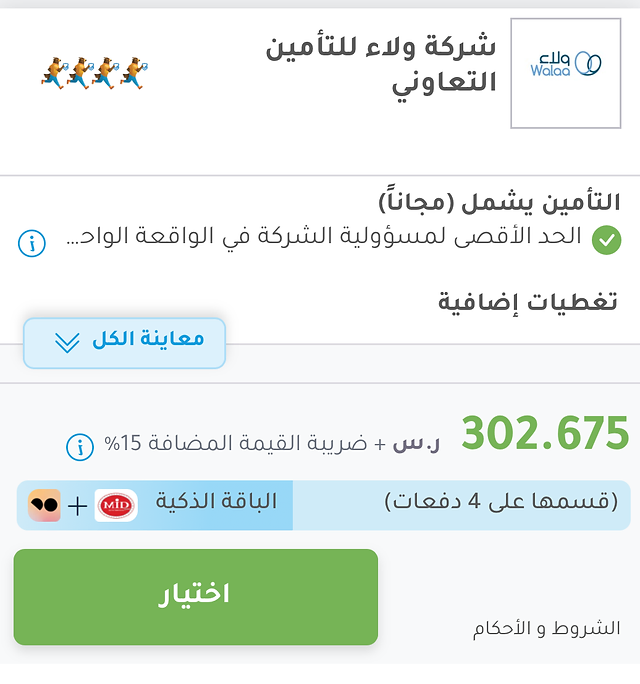 شركة ولاء للتأمين
التعاوني
ولاء
Walaa
التأمين يشمل (مجاناً)
الحد الأقصى لمسؤولية الشركة في الواقعة الواحـ...
تغطيات إضافية
معاينة الكل
302.675 ر.س + ضريبة القيمة المضافة 15%
(قسمها على 4 دفعات) الباقة الذكية MID +
اختيار
الشروط و الأحكام